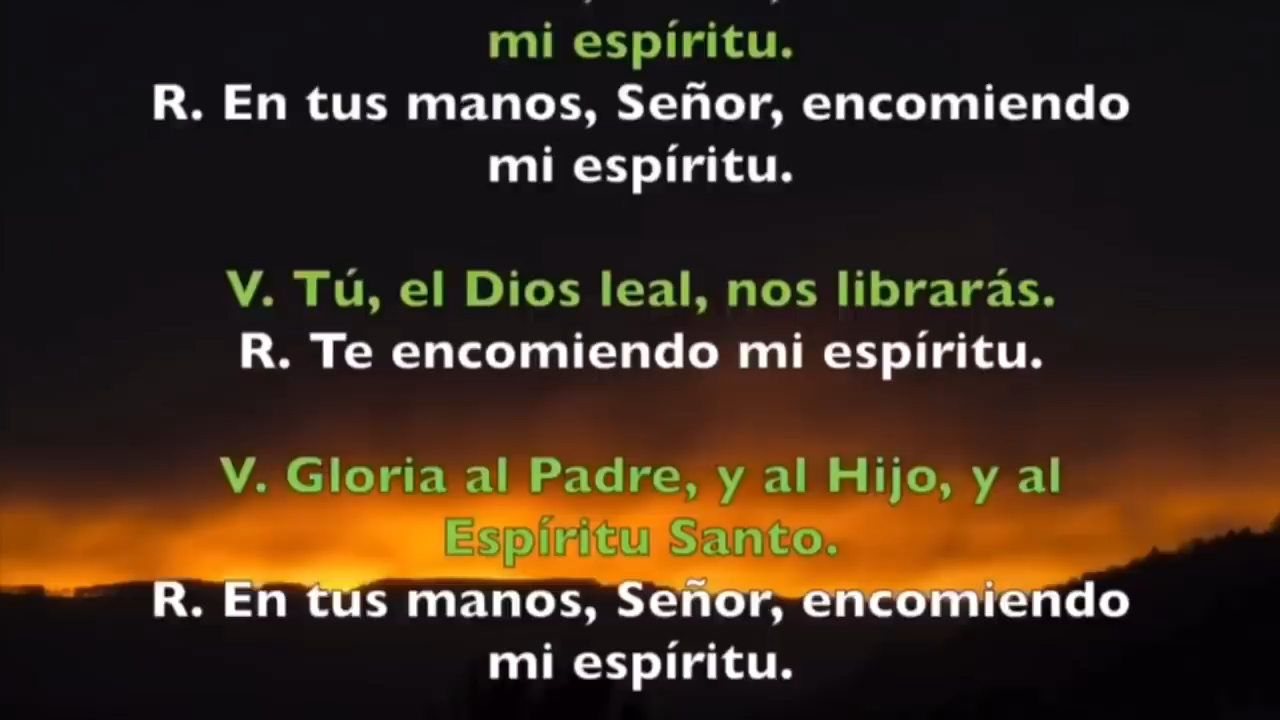 mi espíritu.
R. En tus manos, Señor, encomiendo
mi espíritu.
V. Tú, el Dios leal, nos librarás.
R. Te encomiendo mi espíritu.
V. Gloria al Padre, y al Hijo, y al
Espíritu Santo.
R. En tus manos, Señor, encomiendo
mi espíritu.